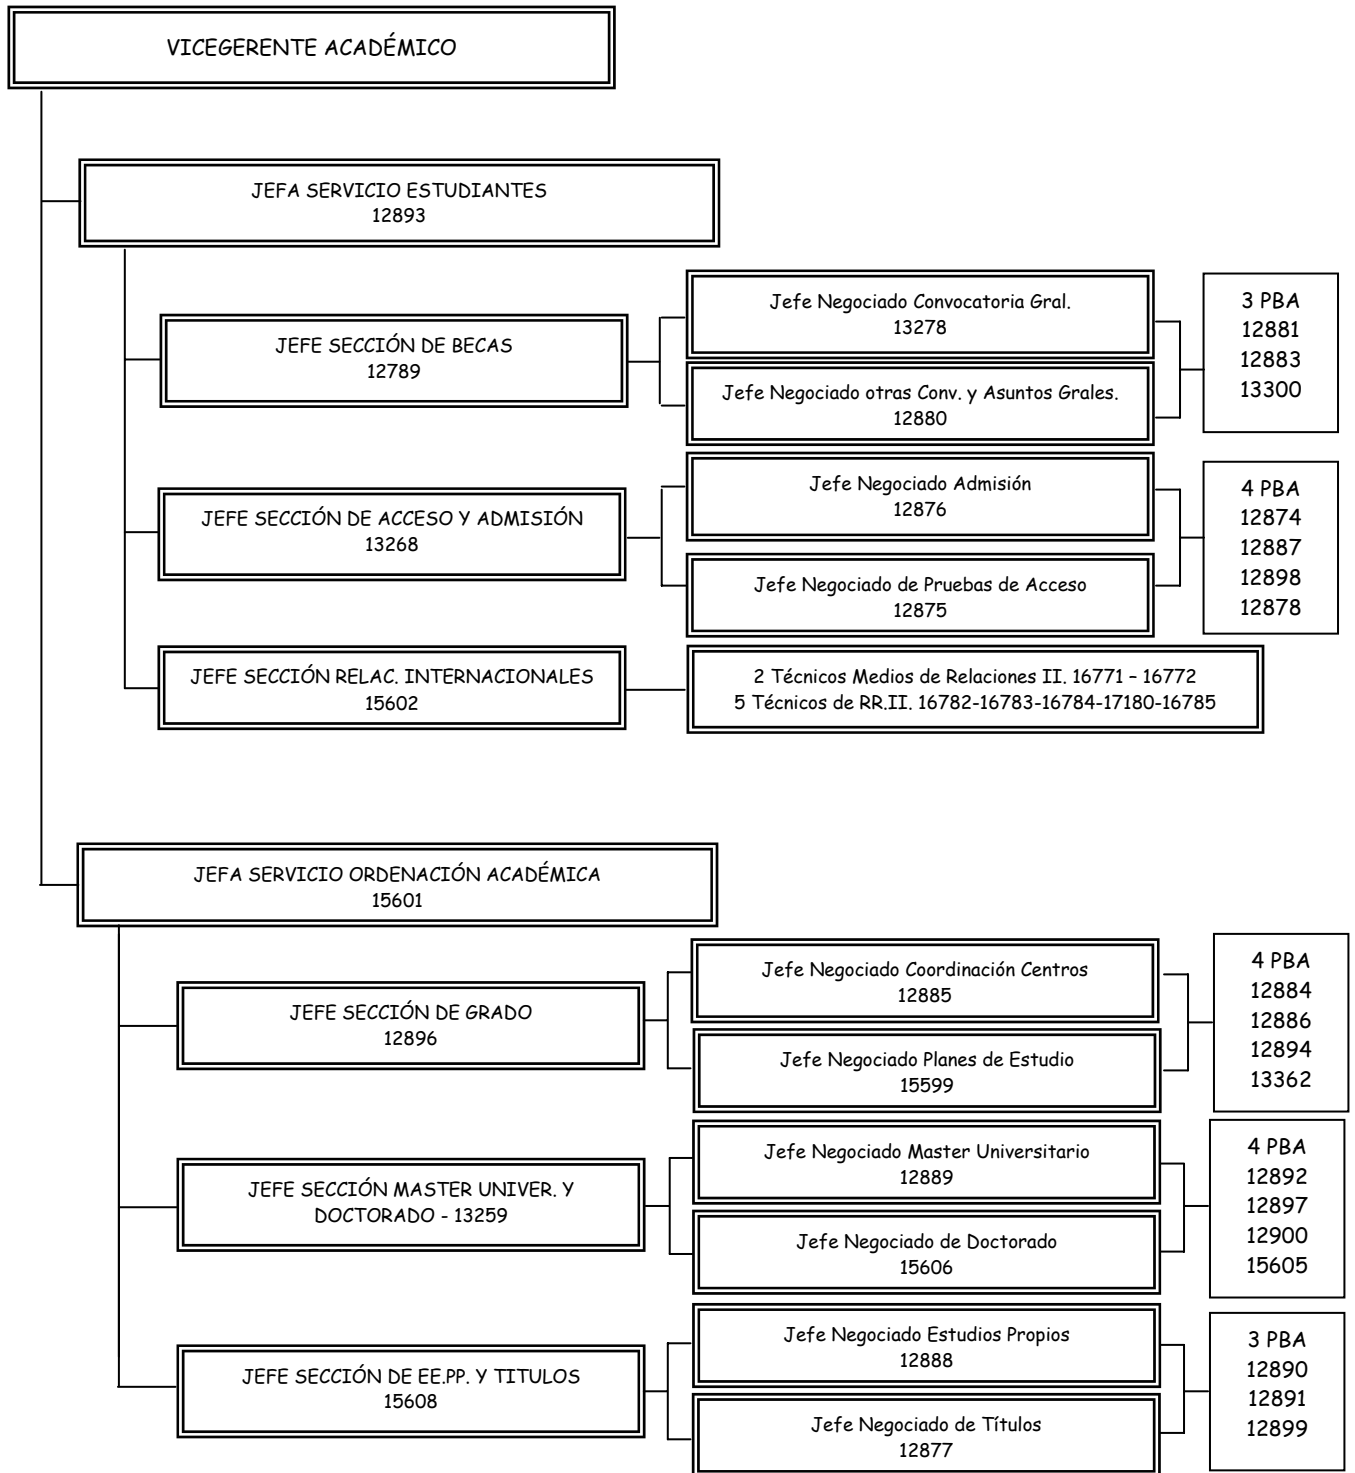 VICEGERENTE ACADÉMICO
JEFA SERVICIO ESTUDIANTES
12893
JEFE SECCIÓN DE BECAS
12789
Jefe Negociado Convocatoria Gral.
13278
Jefe Negociado otras Conv. y Asuntos Grales.
12880
3 PBA
12881
12883
13300
JEFE SECCIÓN DE ACCESO Y ADMISIÓN
13268
Jefe Negociado Admisión
12876
Jefe Negociado de Pruebas de Acceso
12875
4 PBA
12874
12887
12898
12878
JEFE SECCIÓN RELAC. INTERNACIONALES
15602
2 Técnicos Medios de Relaciones II. 16771 – 16772
5 Técnicos de RR.II. 16782-16783-16784-17180-16785
JEFA SERVICIO ORDENACIÓN ACADÉMICA
15601
JEFE SECCIÓN DE GRADO
12896
Jefe Negociado Coordinación Centros
12885
Jefe Negociado Planes de Estudio
15599
4 PBA
12884
12886
12894
13362
JEFE SECCIÓN MASTER UNIVER. Y
DOCTORADO - 13259
Jefe Negociado Master Universitario
12889
Jefe Negociado de Doctorado
15606
4 PBA
12892
12897
12900
15605
JEFE SECCIÓN DE EE.PP. Y TITULOS
15608
Jefe Negociado Estudios Propios
12888
Jefe Negociado de Títulos
12877
3 PBA
12890
12891
12899